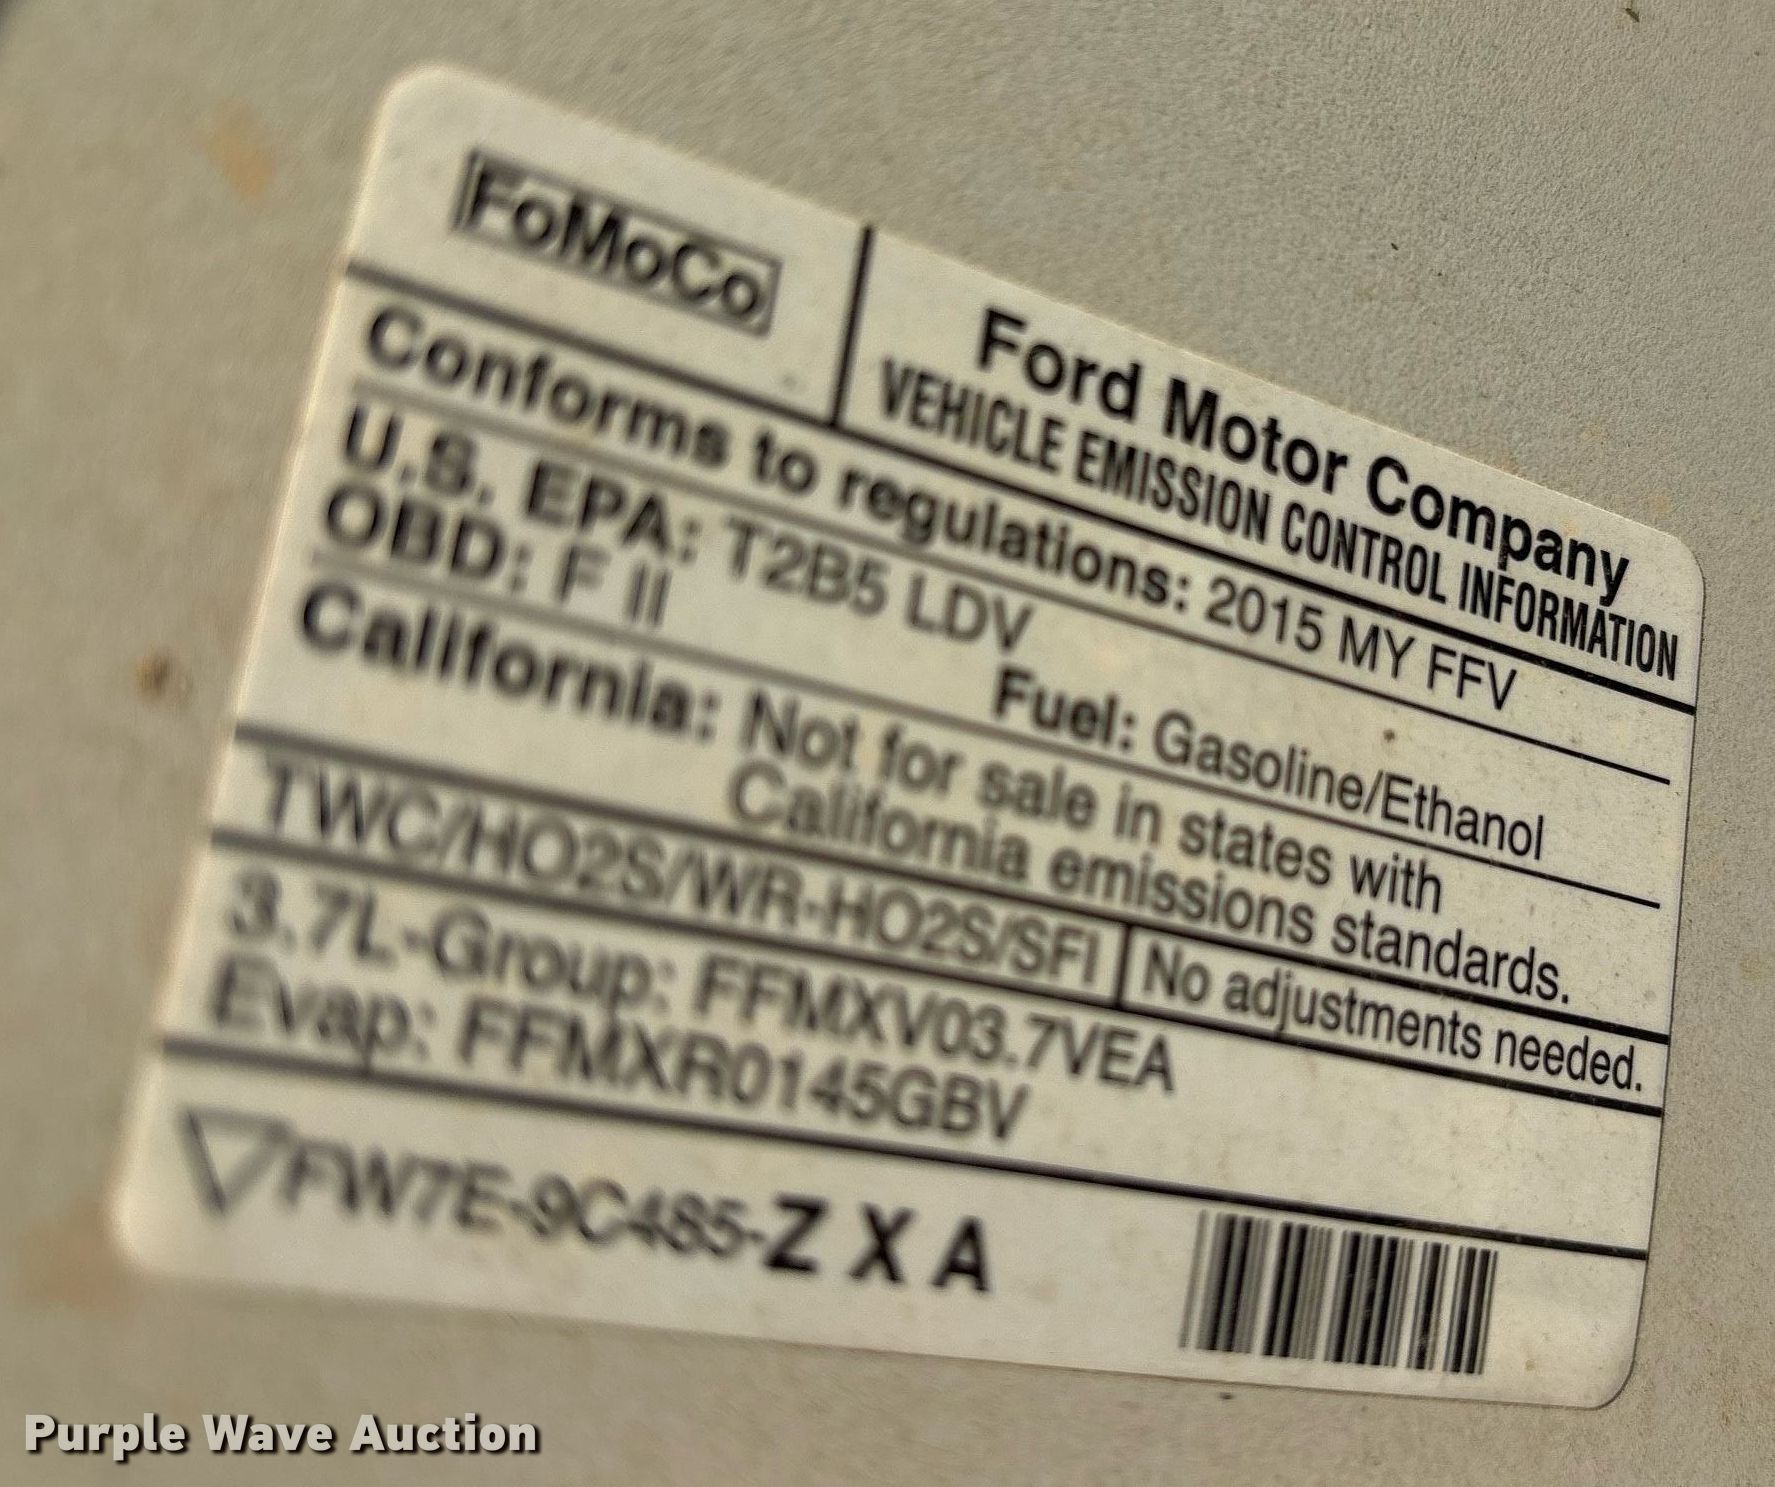 FoMoCo
Ford Motor Company
VEHICLE EMISSION CONTROL INFORMATION
Conforms to regulations: 2015 MY FFV
U.S. EPA: T2B5 LDV
OBD: F II
Fuel: Gasoline/Ethanol
California: Not for sale in states with
California emissions standards.
TWC/HO2S/WR-HO2S/SFI
No adjustments needed.
3.7L-Group: FFMXV03.7VEA
Evap: FFMXR0145GBV
FW7E-9C485-Z X A
Purple Wave Auction